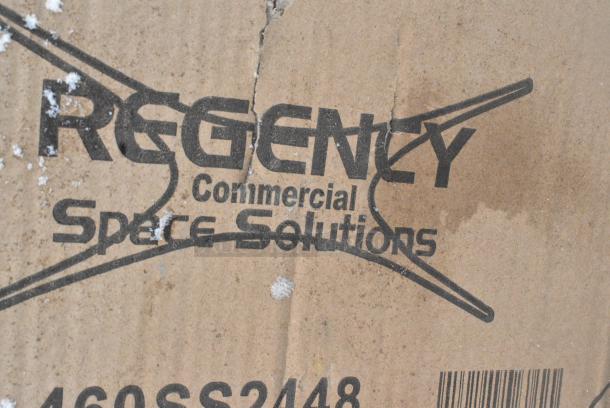 REGENCY
Commercial
Space Solutions
460SS2448